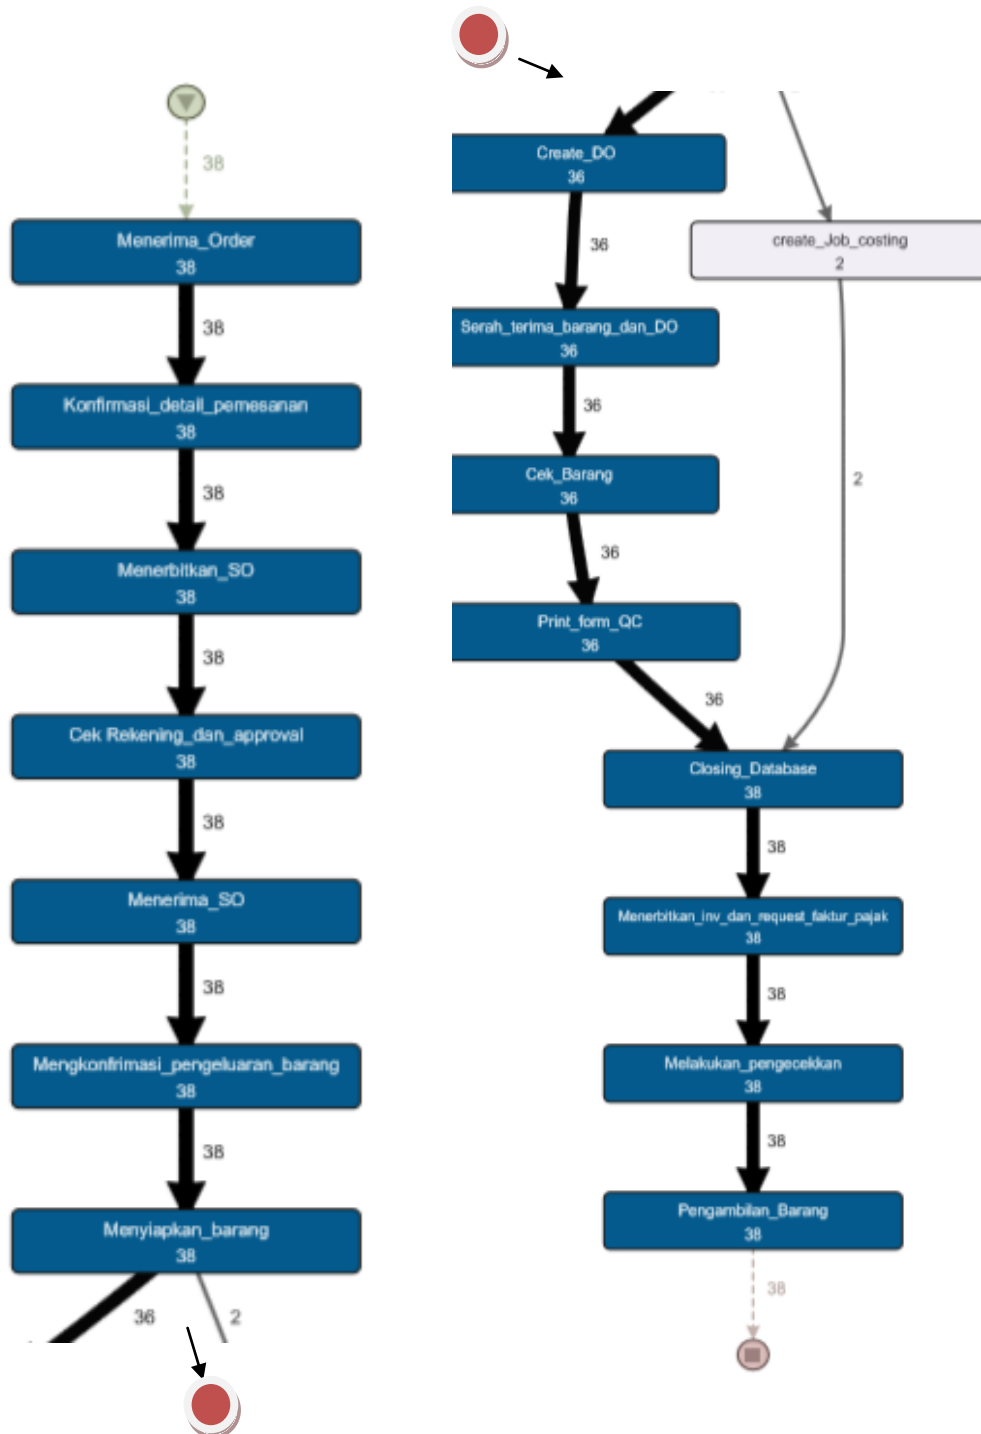 38
Menerima_Order
38
38
Konfirmasi_detail_pemesanan
38
38
Menerbitkan_SO
38
38
Cek Rekening_dan_approval
38
38
Menerima_SO
38
38
Mengkonfrimasi_pengeluaran_barang
38
38
Menyiapkan_barang
38
36
2
Create_DO
36
create_Job_costing
2
36
Serah_terima_barang_dan_DO
36
36
Cek_Barang
36
2
36
Print_form_QC
36
36
Closing_Database
38
38
Menerbitkan_inv_dan_request_faktur_pajak
38
38
Melakukan_pengecekkan
38
38
Pengambilan_Barang
38
38